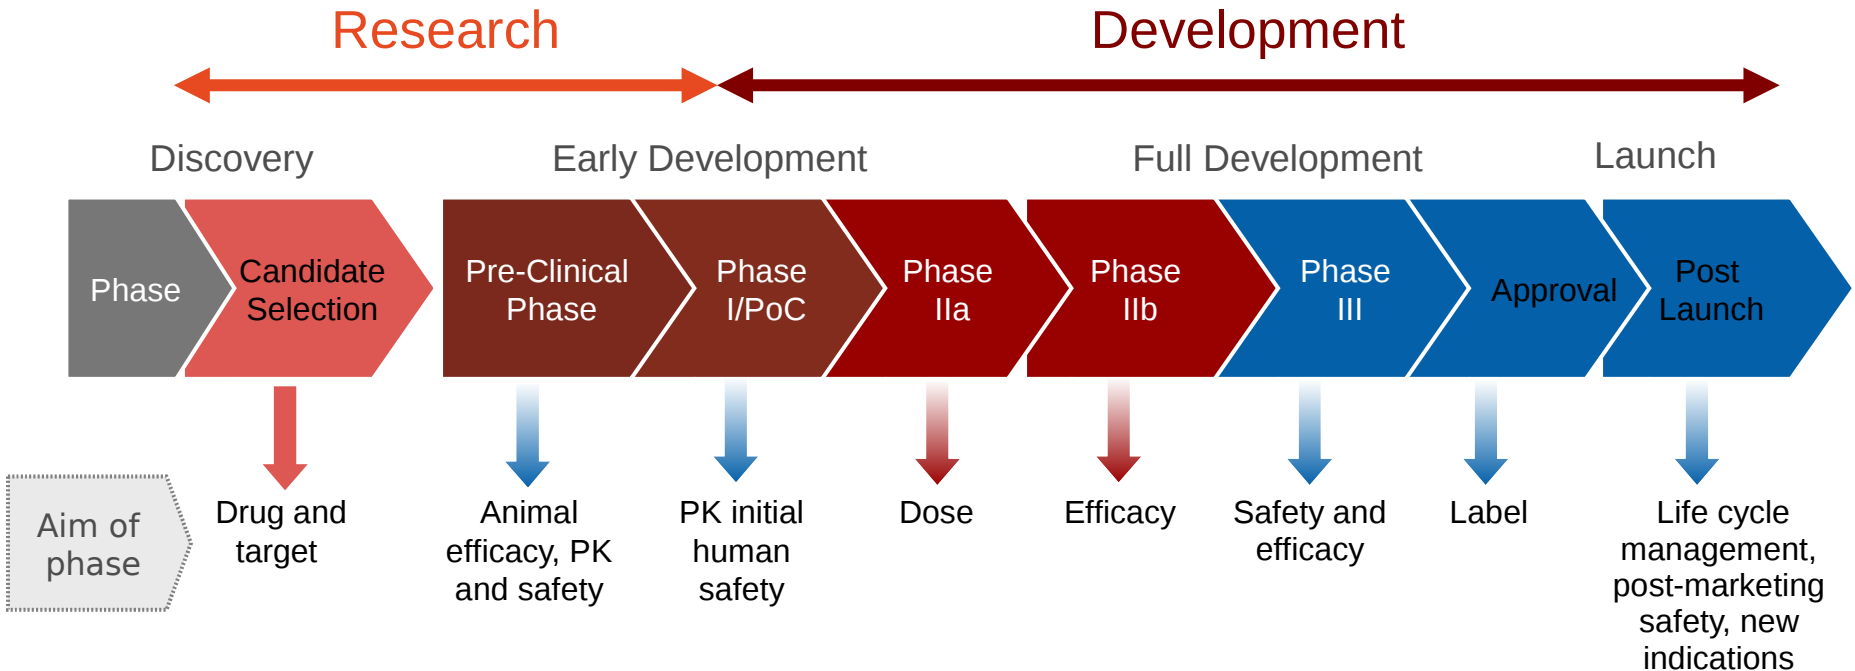 Research
Development
Discovery
Early Development
Full Development
Launch
Phase
Candidate
Selection
Pre-Clinical
Phase
Phase
I/PoC
Phase
IIa
Phase
IIb
Phase
III
Approval
Post
Launch
Aim of
phase
Drug and
target
Animal
efficacy, PK
and safety
PK initial
human
safety
Dose
Efficacy
Safety and
efficacy
Label
Life cycle
management,
post-marketing
safety, new
indications